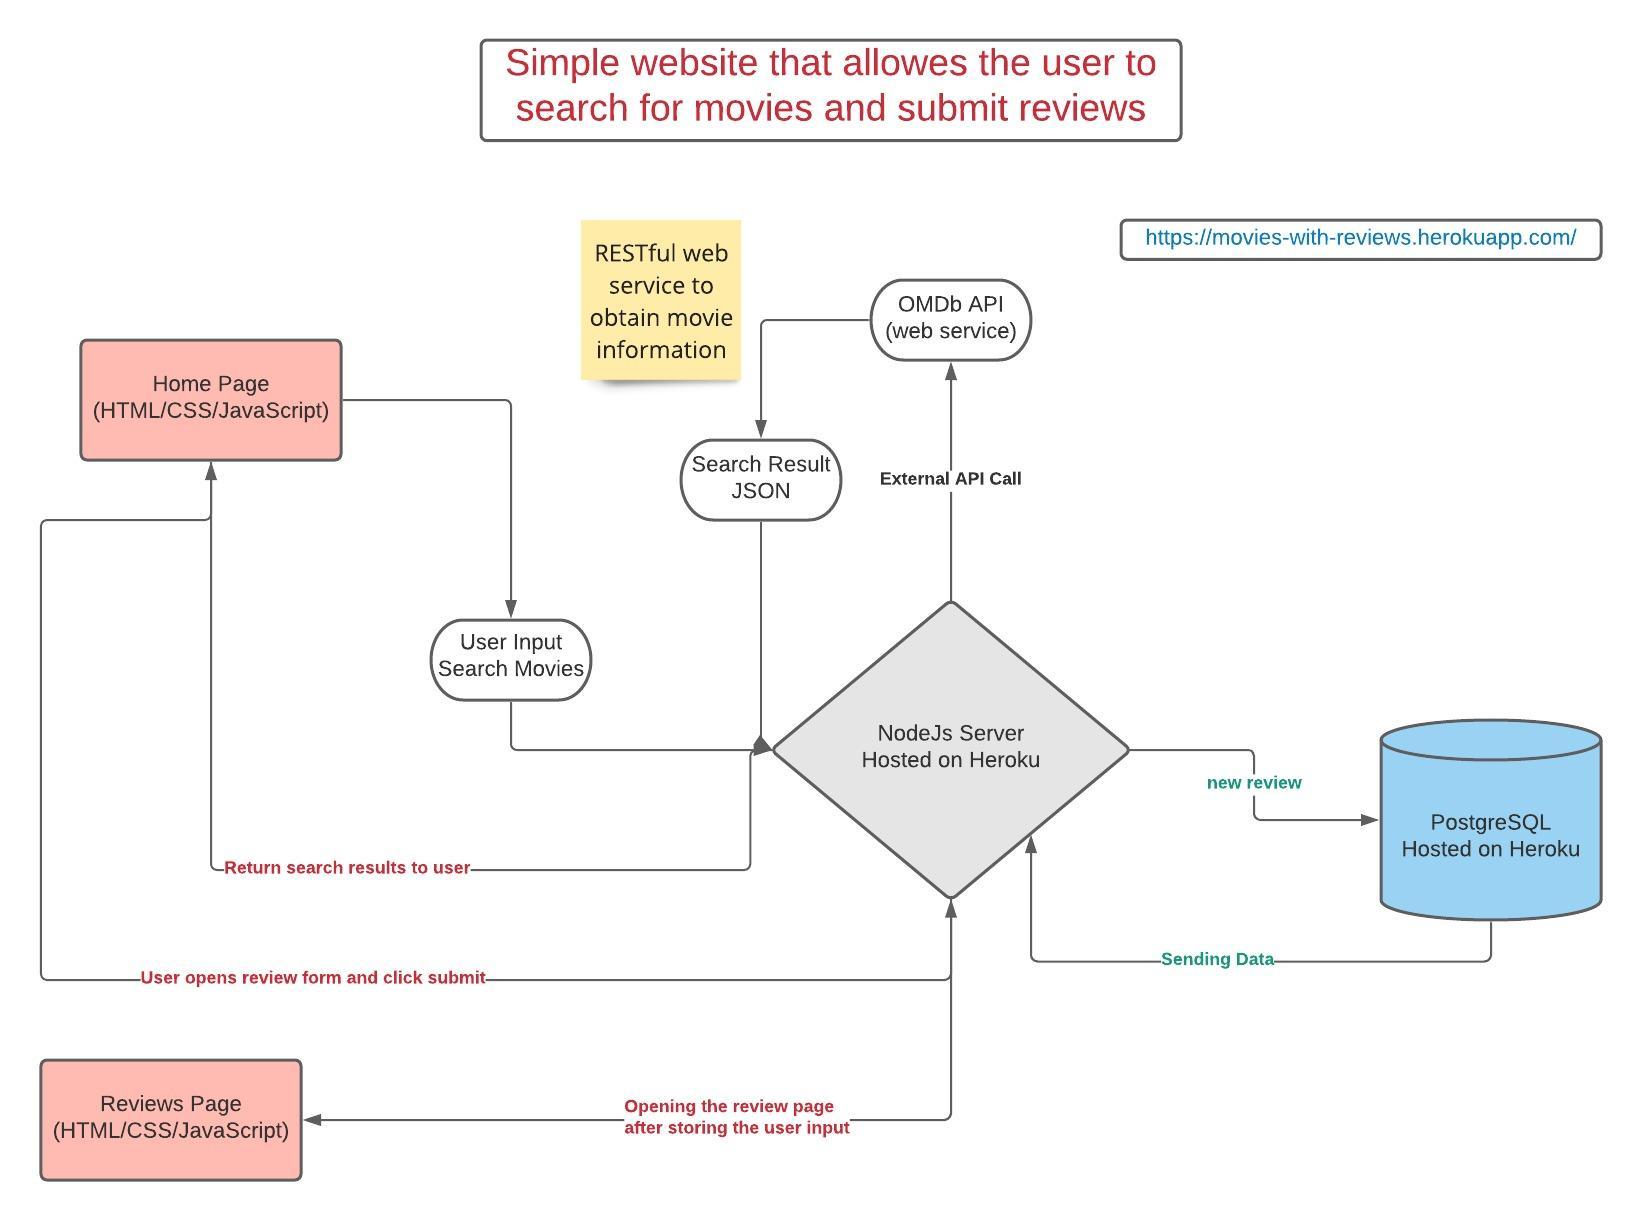 Simple website that allowes the user to
search for movies and submit reviews
https://movies-with-reviews.herokuapp.com/
RESTful web
service to
obtain movie
information
OMDb API
(web service)
Home Page
(HTML/CSS/JavaScript)
Search Result
JSON
External API Call
User Input
Search Movies
NodeJs Server
Hosted on Heroku
new review
PostgreSQL
Hosted on Heroku
Return search results to user
Sending Data
User opens review form and click submit
Reviews Page
(HTML/CSS/JavaScript)
Opening the review page
after storing the user input